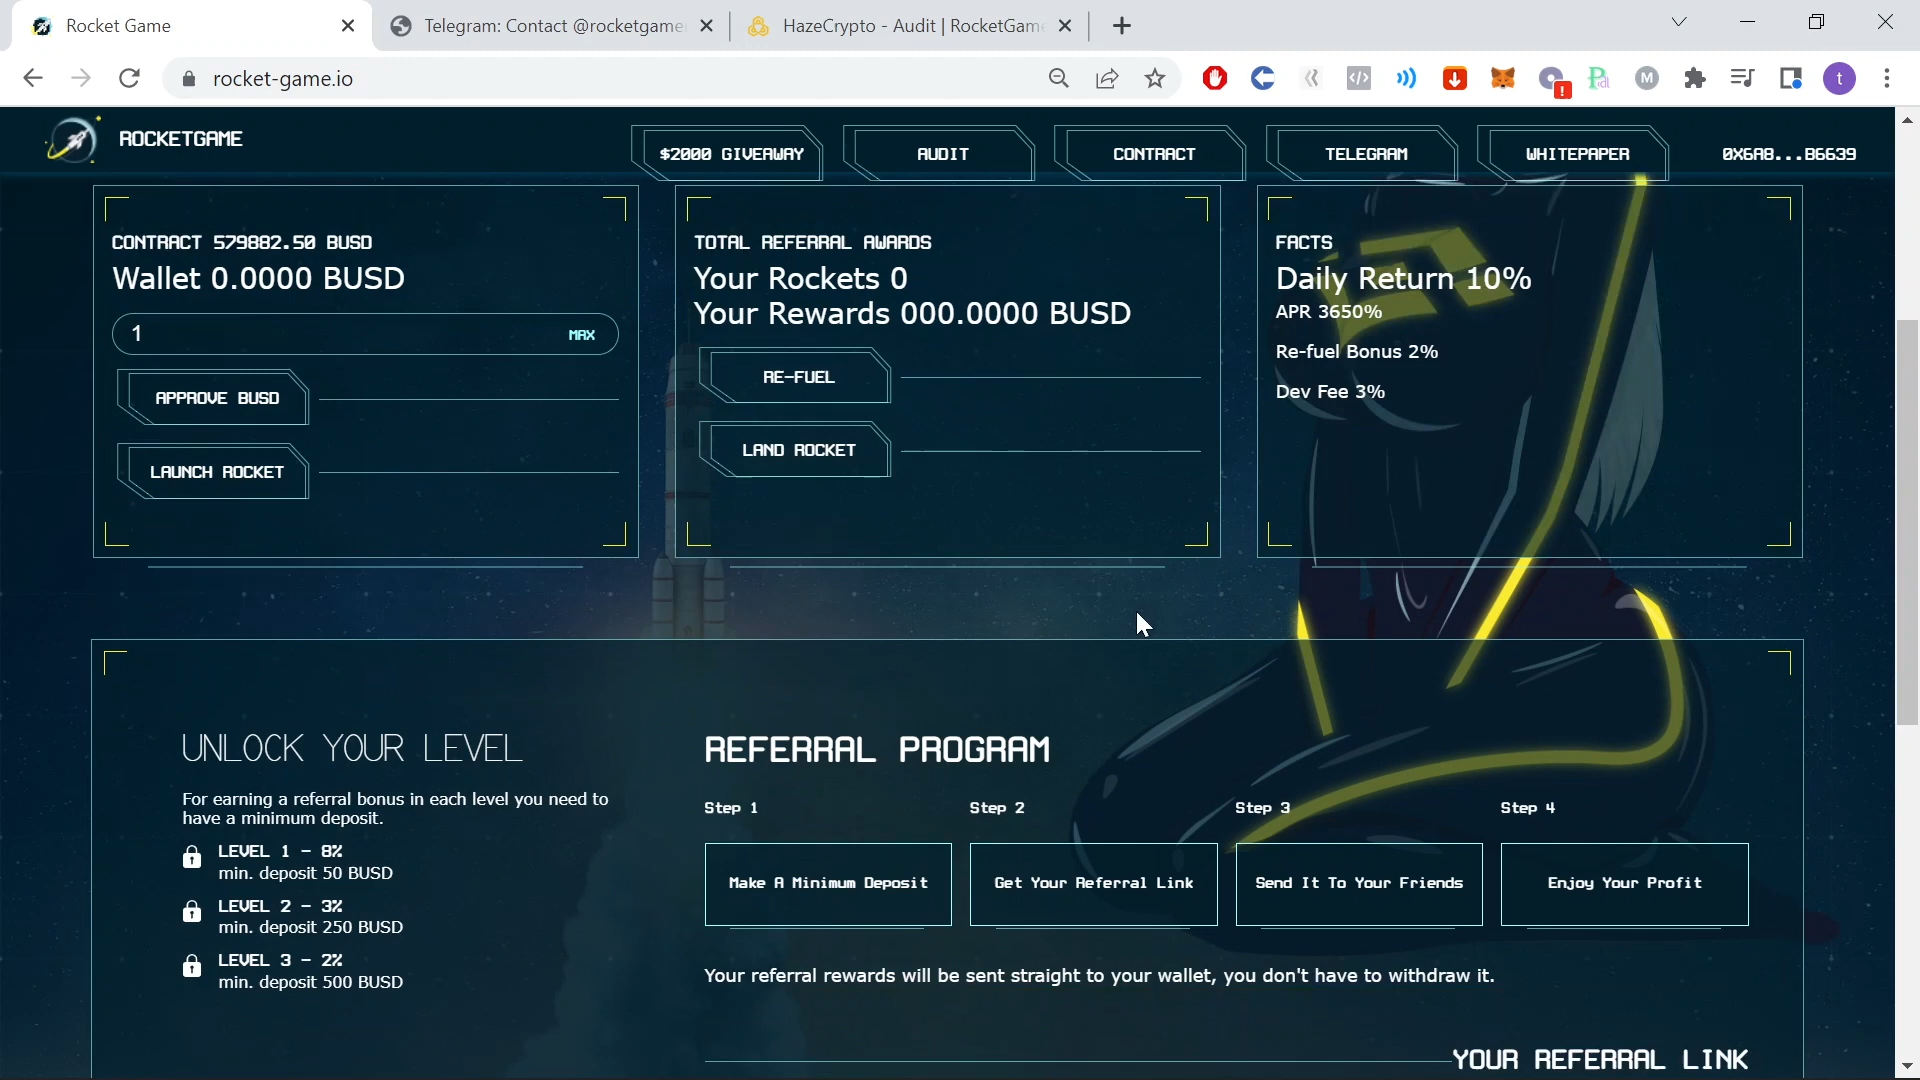 Rocket Game
Telegram: Contact @rocketgame
HazeCrypto - Audit | RocketGame
rocket-game.io
ROCKETGAME
$2000 GIVEAWAY
AUDIT
CONTRACT
TELEGRAM
WHITEPAPER
0X6A8...B6639
CONTRACT 579882.50 BUSD
Wallet 0.0000 BUSD
1
MAX
APPROVE BUSD
LAUNCH ROCKET
TOTAL REFERRAL AWARDS
Your Rockets 0
Your Rewards 000.0000 BUSD
RE-FUEL
LAND ROCKET
FACTS
Daily Return 10%
APR 3650%
Re-fuel Bonus 2%
Dev Fee 3%
UNLOCK YOUR LEVEL
For earning a referral bonus in each level you need to
have a minimum deposit.
LEVEL 1 - 8%
min. deposit 50 BUSD
LEVEL 2 - 3%
min. deposit 250 BUSD
LEVEL 3 - 2%
min. deposit 500 BUSD
REFERRAL PROGRAM
Step 1
Step 2
Step 3
Step 4
Make A Minimum Deposit
Get Your Referral Link
Send It To Your Friends
Enjoy Your Profit
Your referral rewards will be sent straight to your wallet, you don't have to withdraw it.
YOUR REFERRAL LINK